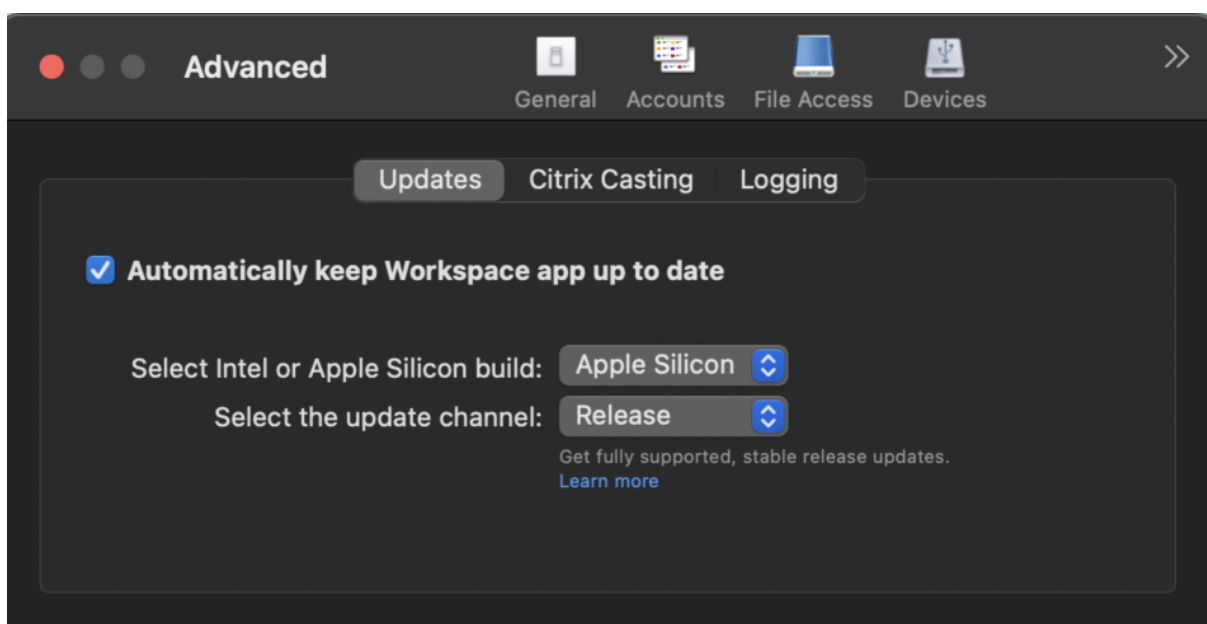 Advanced
General Accounts File Access Devices
Updates Citrix Casting Logging
Automatically keep Workspace app up to date
Select Intel or Apple Silicon build: Apple Silicon
Select the update channel: Release
Get fully supported, stable release updates.
Learn more